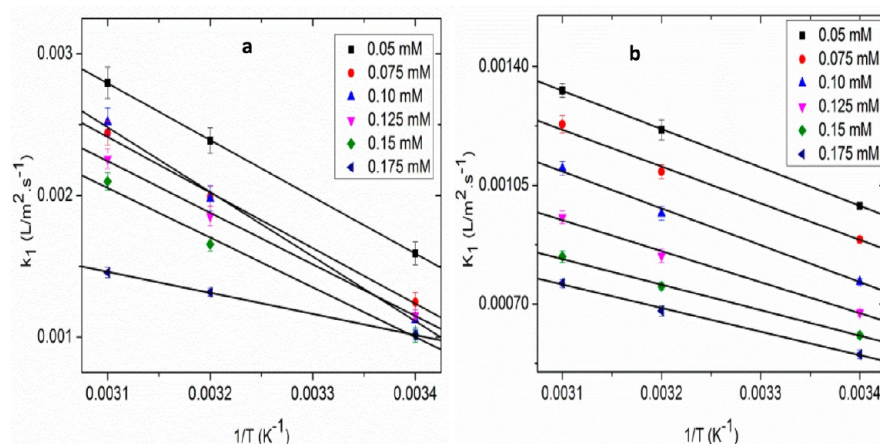 a
0.05 mM
0.075 mM
0.10 mM
0.125 mM
0.15 mM
0.175 mM
0.003
0.002
0.001
K₁ (L/m².s⁻¹)
0.0031 0.0032 0.0033 0.0034
1/T (K⁻¹)
b
0.05 mM
0.075 mM
0.10 mM
0.125 mM
0.15 mM
0.175 mM
0.00140
0.00105
0.00070
K₁ (L/m².s⁻¹)
0.0031 0.0032 0.0033 0.0034
1/T (K⁻¹)